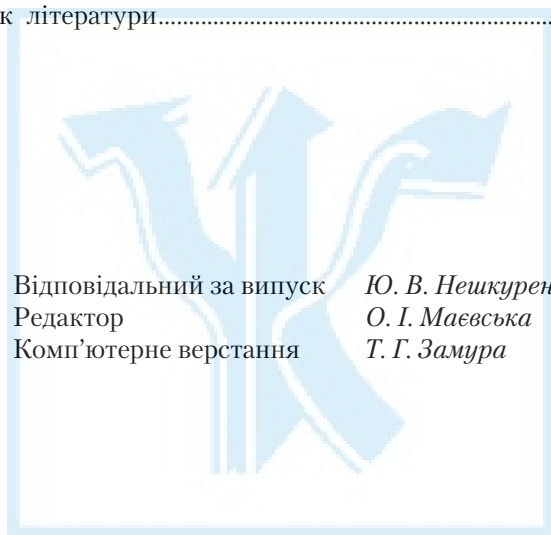 к літератури.....................................................................
Відповідальний за випуск Ю. В. Нешкурен
Редактор О. І. Маєвська
Комп’ютерне верстання Т. Г. Замура